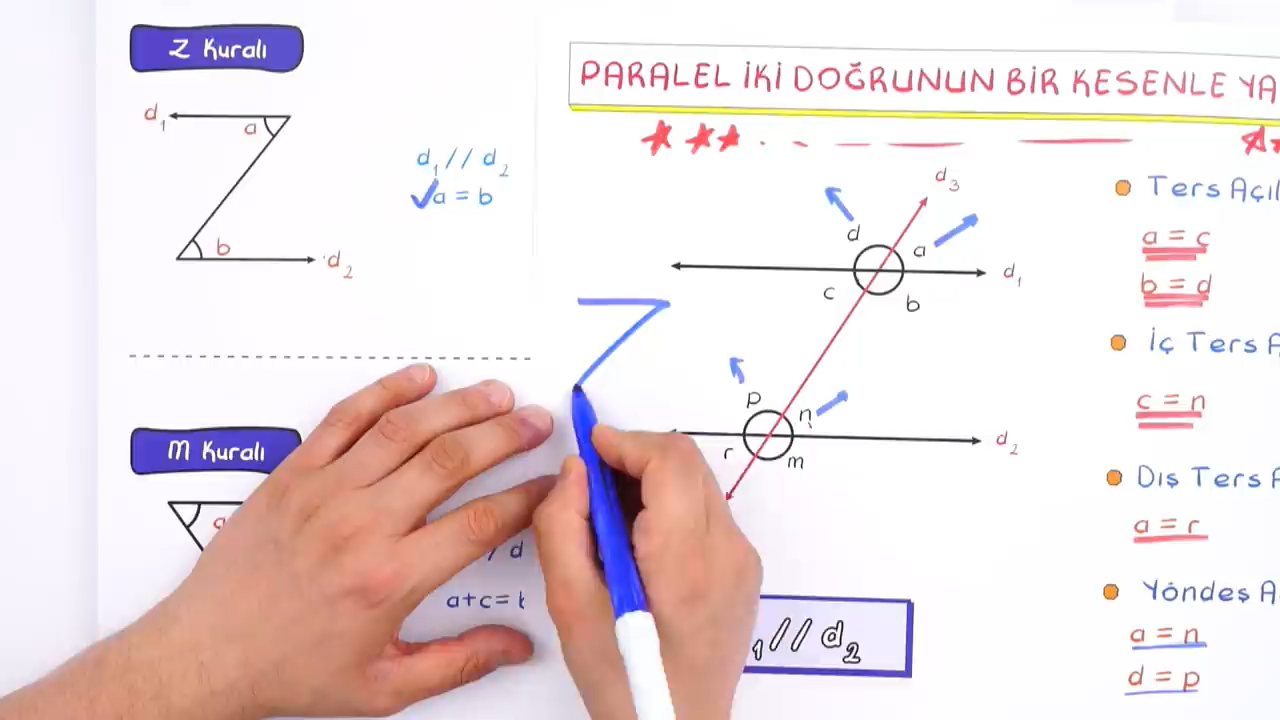 Z Kuralı
d₁
a
b
d₂
d₁ // d₂
a = b
M Kuralı
a
/ d
a+c=
PARALEL İKİ DOĞRUNUN BİR KESENLE YA
d₃
d
a
d₁
c
b
p
n
d₂
r
m
₁// d₂
Ters Açıl
a = c
b = d
İç Ters A
c = n
Dış Ters A
a = r
Yöndeş A
a = n
d = p